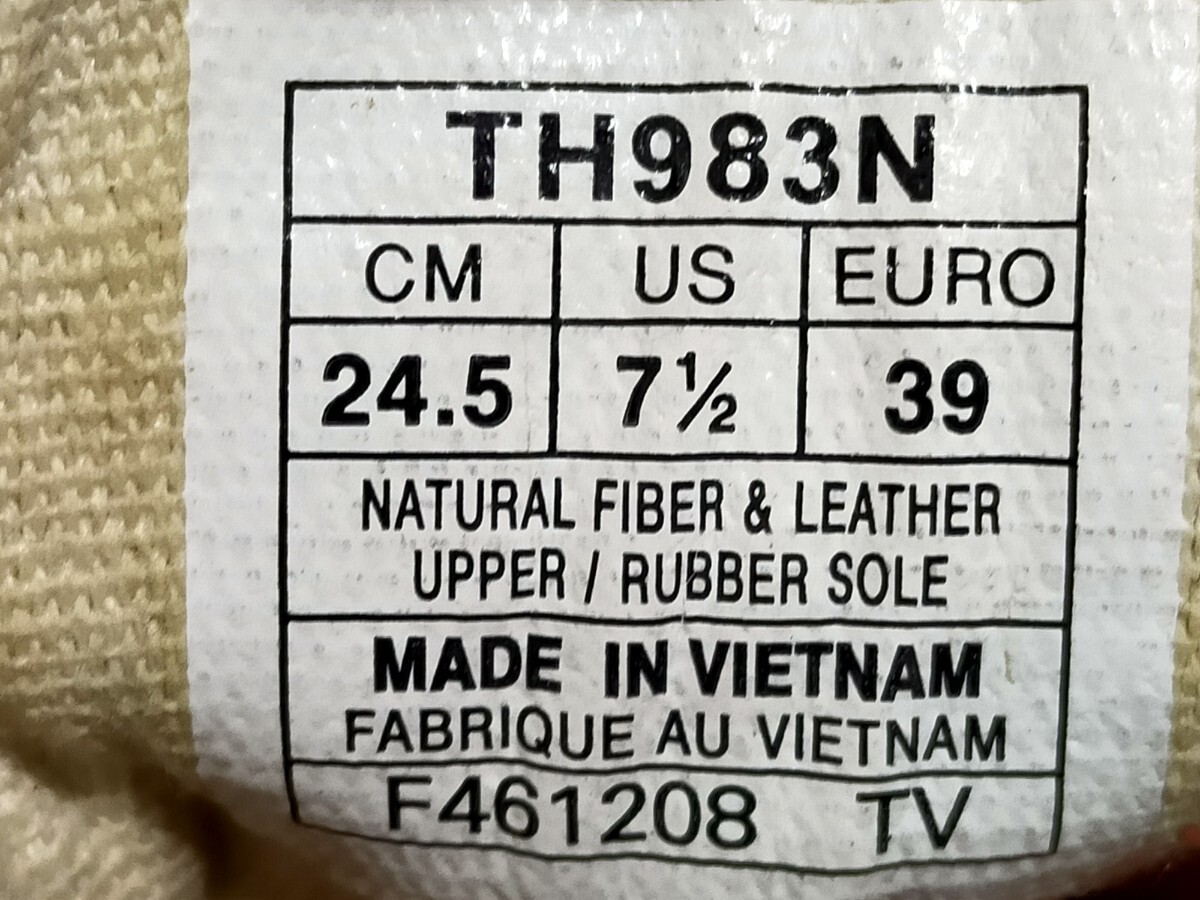 TH983N
CM US EURO
24.5 7½ 39
NATURAL FIBER & LEATHER
UPPER / RUBBER SOLE
MADE IN VIETNAM
FABRIQUE AU VIETNAM
F461208 TV